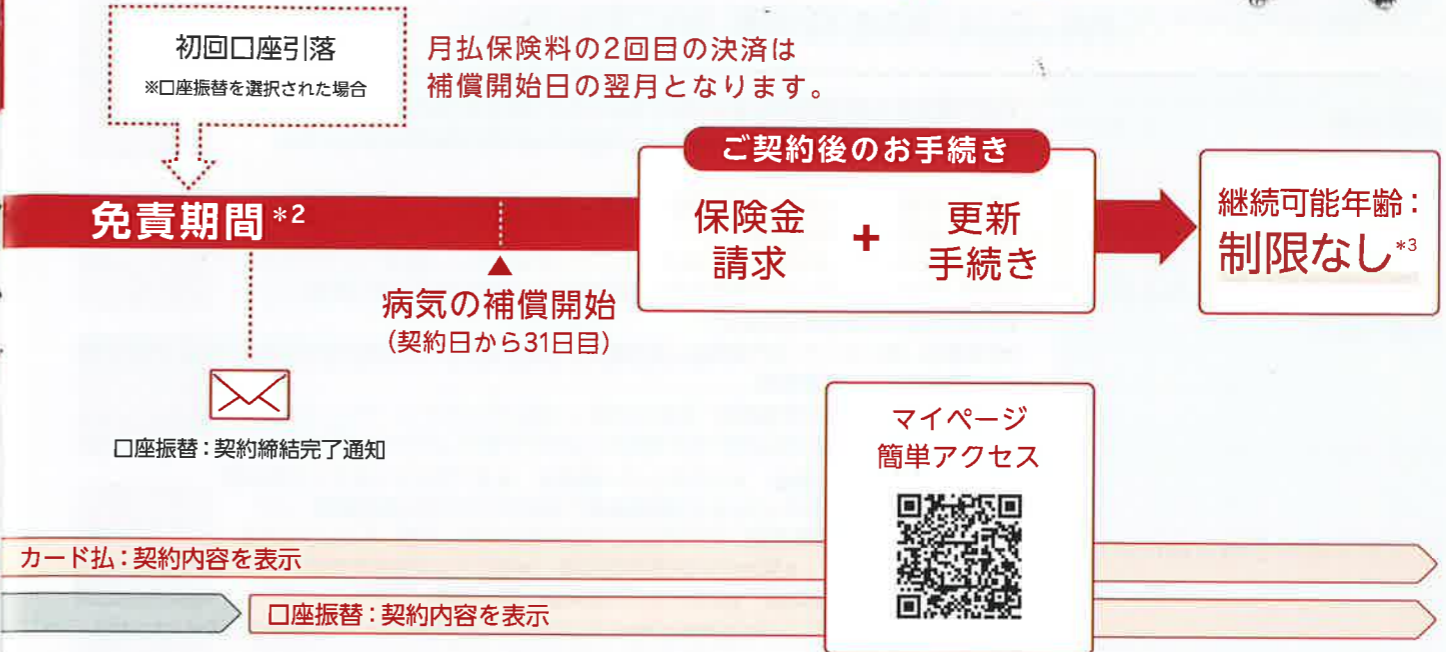 初回口座引落
※口座振替を選択された場合
月払保険料の2回目の決済は
補償開始日の翌月となります。
免責期間*2
病気の補償開始
(契約日から31日目)
ご契約後のお手続き
保険金
請求
+
更新
手続き
継続可能年齢:
制限なし*3
口座振替:契約締結完了通知
マイページ
簡単アクセス
カード払:契約内容を表示
口座振替:契約内容を表示